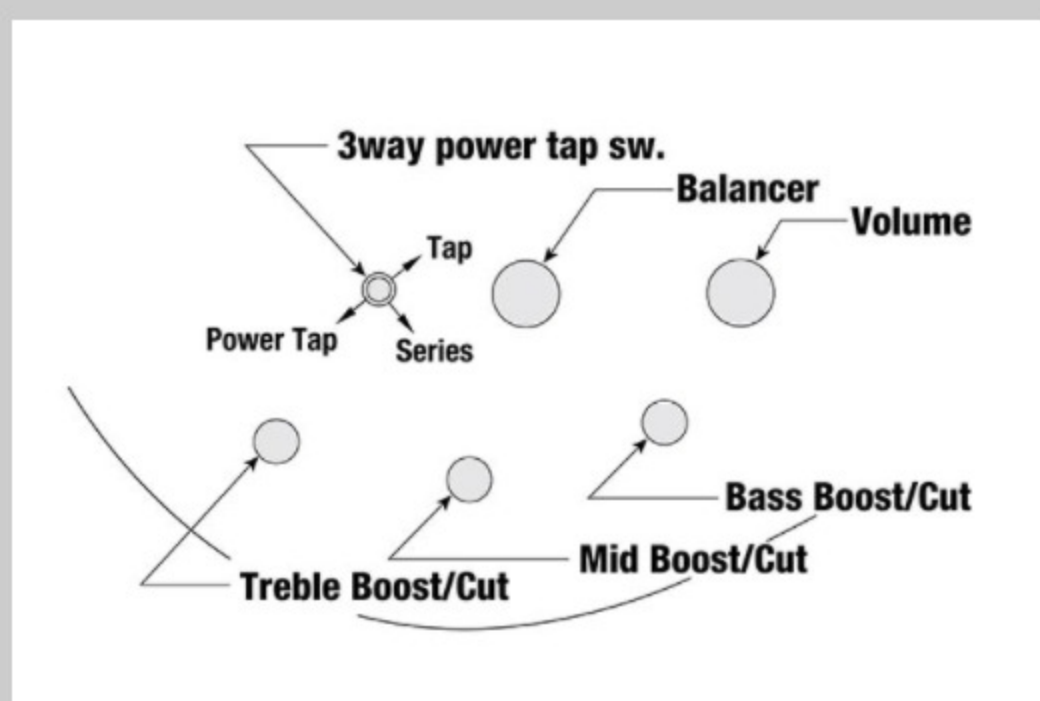 3way power tap sw.
Balancer
Volume
Tap
Power Tap
Series
Bass Boost/Cut
Mid Boost/Cut
Treble Boost/Cut